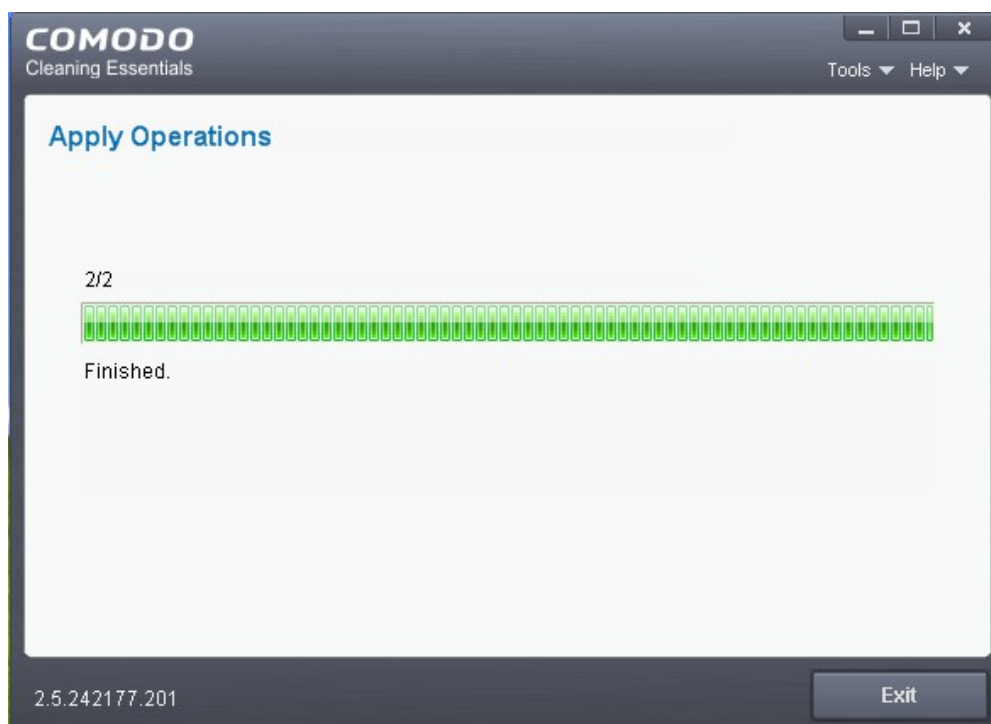 COMODO
Cleaning Essentials
Tools Help
Apply Operations
2/2
Finished.
2.5.242177.201
Exit